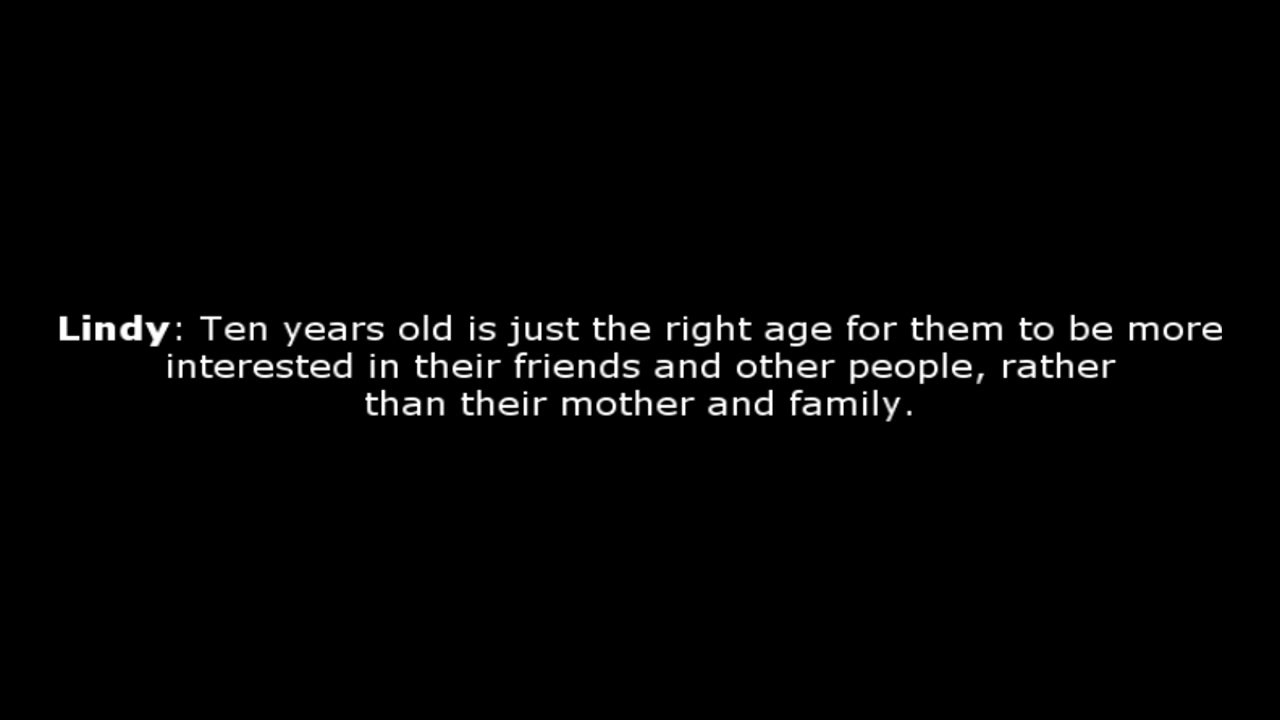 Lindy: Ten years old is just the right age for them to be more
interested in their friends and other people, rather
than their mother and family.